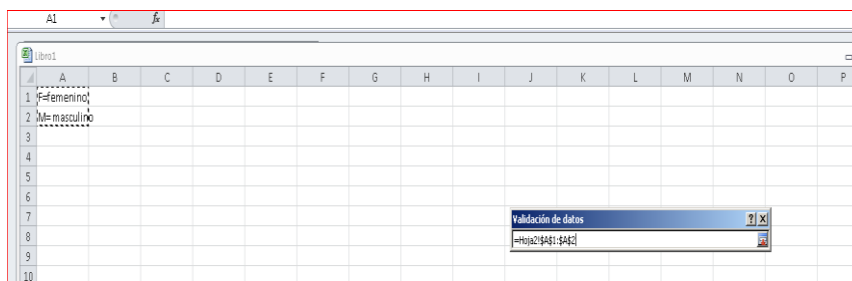 A1 fx
Libro1
A B C D E F G H I J K L M N O P
1 F=femenino
2 M= masculino
3
4
5
6
7 Validación de datos
8 =Hoja2!$A$1:$A$2
9
10